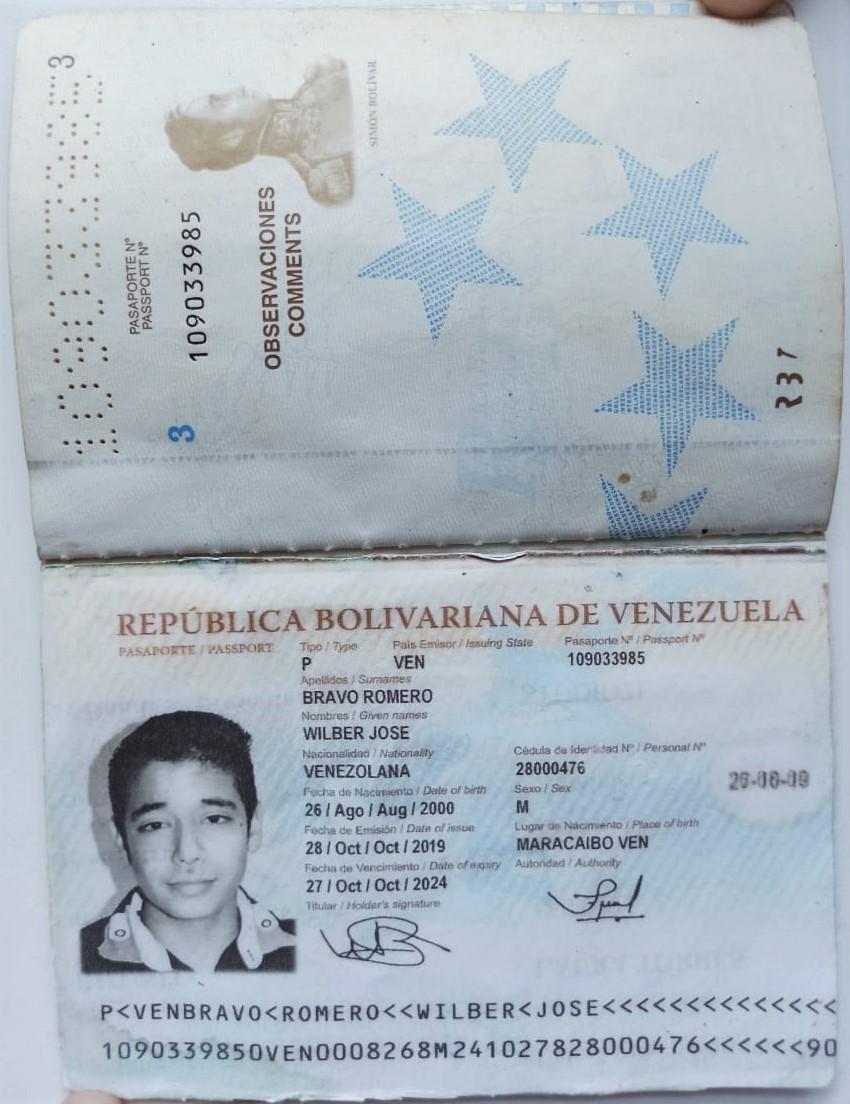 3
PASAPORTE Nº
PASSPORT Nº
3
109033985
OBSERVACIONES
COMMENTS
SIMÓN BOLÍVAR
REPÚBLICA BOLIVARIANA DE VENEZUELA
PASAPORTE / PASSPORT
Tipo / Type País Emisor / Issuing State Pasaporte Nº / Passport Nº
P VEN 109033985
Apellidos / Surnames
BRAVO ROMERO
Nombres / Given names
WILBER JOSE
Nacionalidad / Nationality Cédula de Identidad Nº / Personal Nº
VENEZOLANA 28000476
Fecha de Nacimiento / Date of birth Sexo / Sex
26 / Ago / Aug / 2000 M
Fecha de Emisión / Date of issue Lugar de Nacimiento / Place of birth
28 / Oct / Oct / 2019 MARACAIBO VEN
Fecha de Vencimiento / Date of expiry Autoridad / Authority
27 / Oct / Oct / 2024
Titular / Holder's signature
P<VENBRAVO<ROMERO<<WILBER<JOSE<<<<<<<<<<<<<<
1090339850VEN0008268M241027828000476<<<<<<90